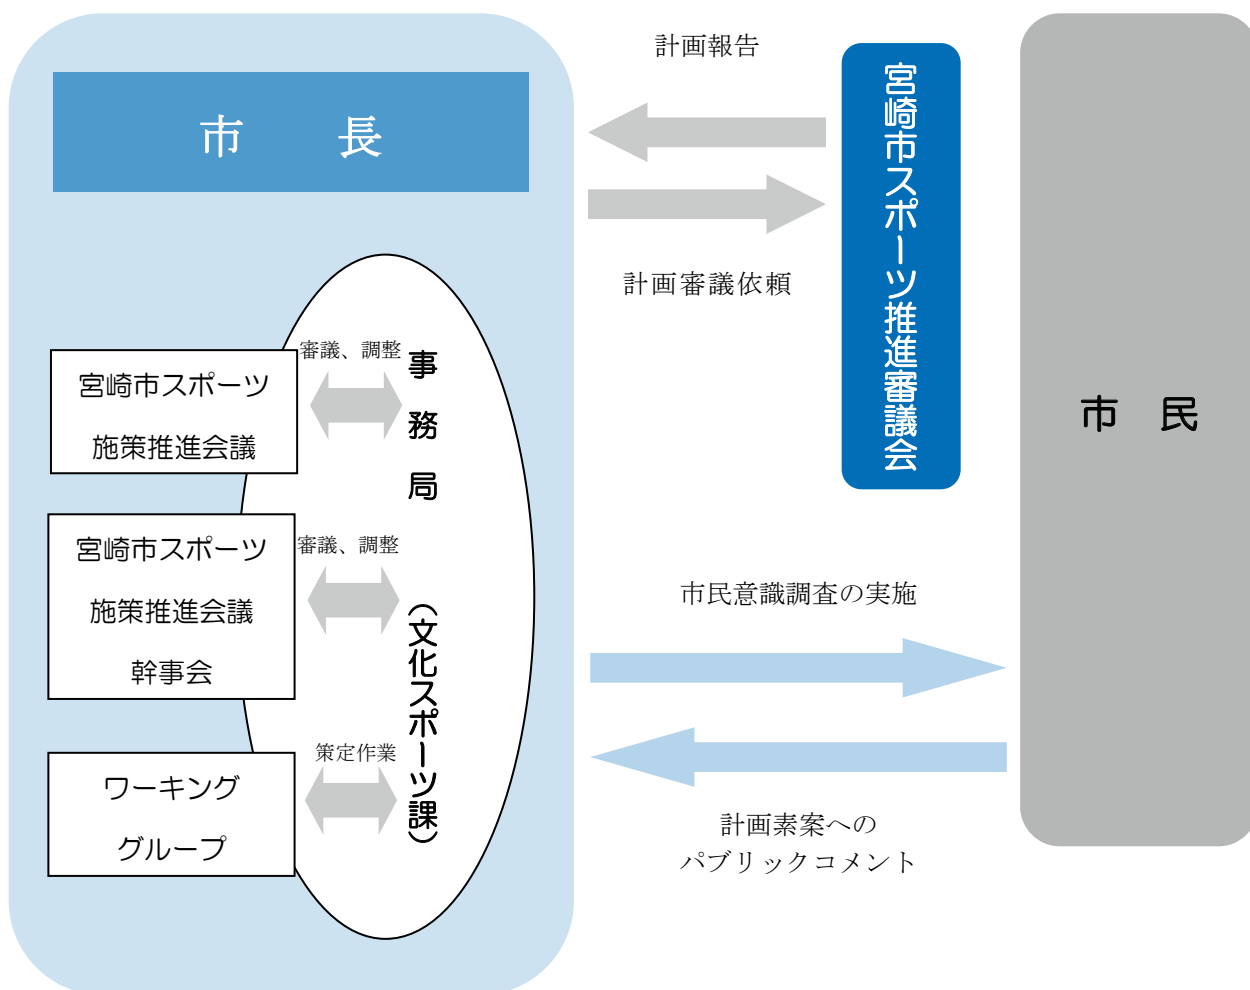 市　長
計画報告
計画審議依頼
宮崎市スポーツ推進審議会
市　民
宮崎市スポーツ
施策推進会議
審議、調整
事務局
（文化スポーツ課）
宮崎市スポーツ
施策推進会議
幹事会
審議、調整
ワーキング
グループ
策定作業
市民意識調査の実施
計画素案への
パブリックコメント